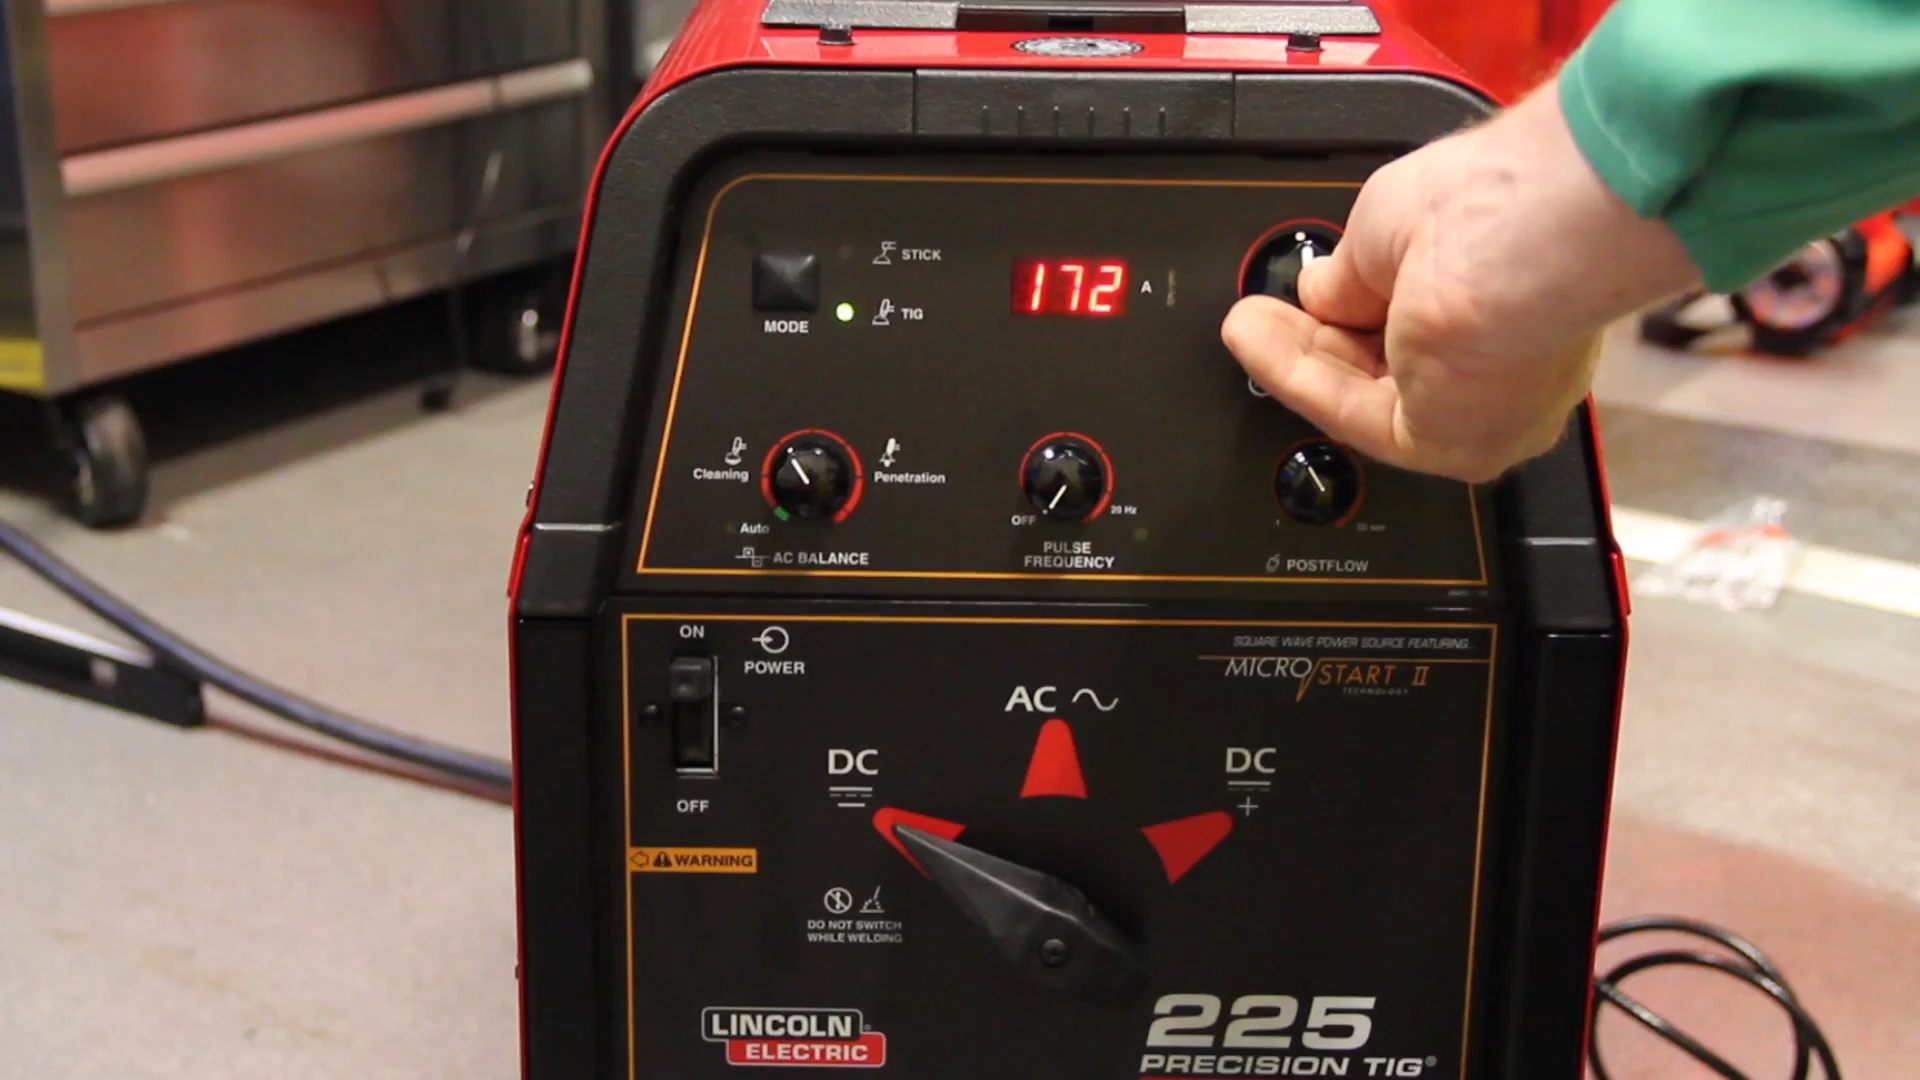 STICK
172 A
TIG
MODE
Cleaning
Penetration
Auto
AC BALANCE
OFF
20 Hz
PULSE
FREQUENCY
POSTFLOW
ON
POWER
OFF
SQUARE WAVE POWER SOURCE FEATURING...
MICRO START II
TECHNOLOGY
AC
DC
DC
+
WARNING
DO NOT SWITCH
WHILE WELDING
LINCOLN ®
ELECTRIC
225
PRECISION TIG®